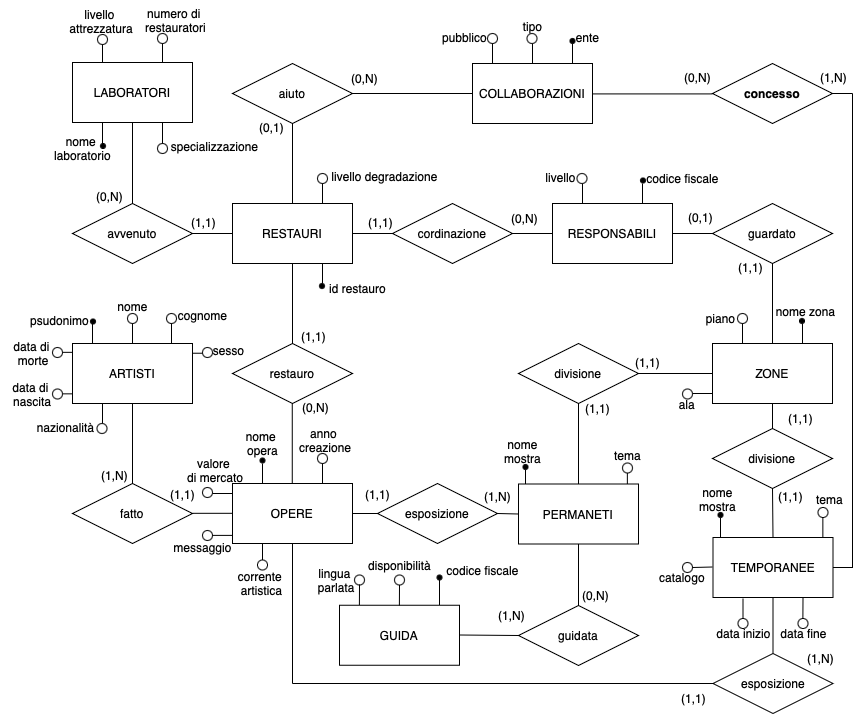 livello
attrezzatura
numero di
restauratori
LABORATORI
nome
laboratorio
specializzazione
(0,N)
avvenuto
(1,1)
aiuto
(0,N)
(0,1)
pubblico
tipo
ente
COLLABORAZIONI
(0,N)
concesso
(1,N)
livello degradazione
RESTAURI
id restauro
(1,1)
cordinazione
(0,N)
livello
codice fiscale
RESPONSABILI
(0,1)
guardato
(1,1)
psudonimo
nome
cognome
data di
morte
sesso
ARTISTI
data di
nascita
nazionalità
(1,1)
restauro
(0,N)
divisione
(1,1)
(1,1)
piano
nome zona
ZONE
ala
(1,1)
divisione
(1,1)
(1,N)
fatto
(1,1)
valore
di mercato
nome
opera
anno
creazione
OPERE
messaggio
corrente
artistica
(1,1)
esposizione
(1,N)
nome
mostra
tema
PERMANETI
nome
mostra
tema
catalogo
TEMPORANEE
data inizio
data fine
lingua
parlata
disponibilità
codice fiscale
GUIDA
(1,N)
guidata
(0,N)
(1,N)
esposizione
(1,1)